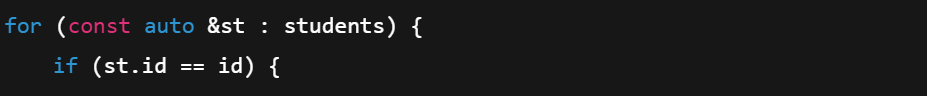 for (const auto &st : students) {
    if (st.id == id) {